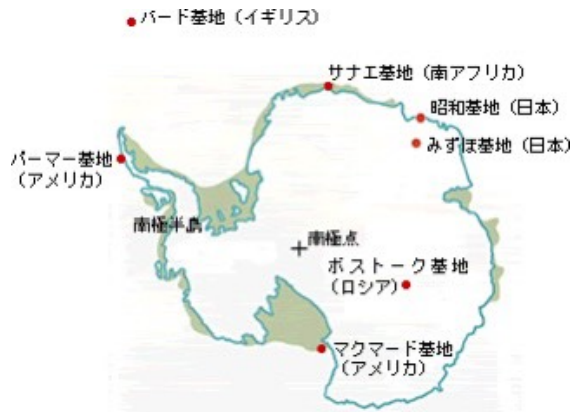 バード基地（イギリス）
サナエ基地（南アフリカ）
昭和基地（日本）
みずほ基地（日本）
パーマー基地
（アメリカ）
南極半島
南極点
ボストーク基地
（ロシア）
マクマード基地
（アメリカ）